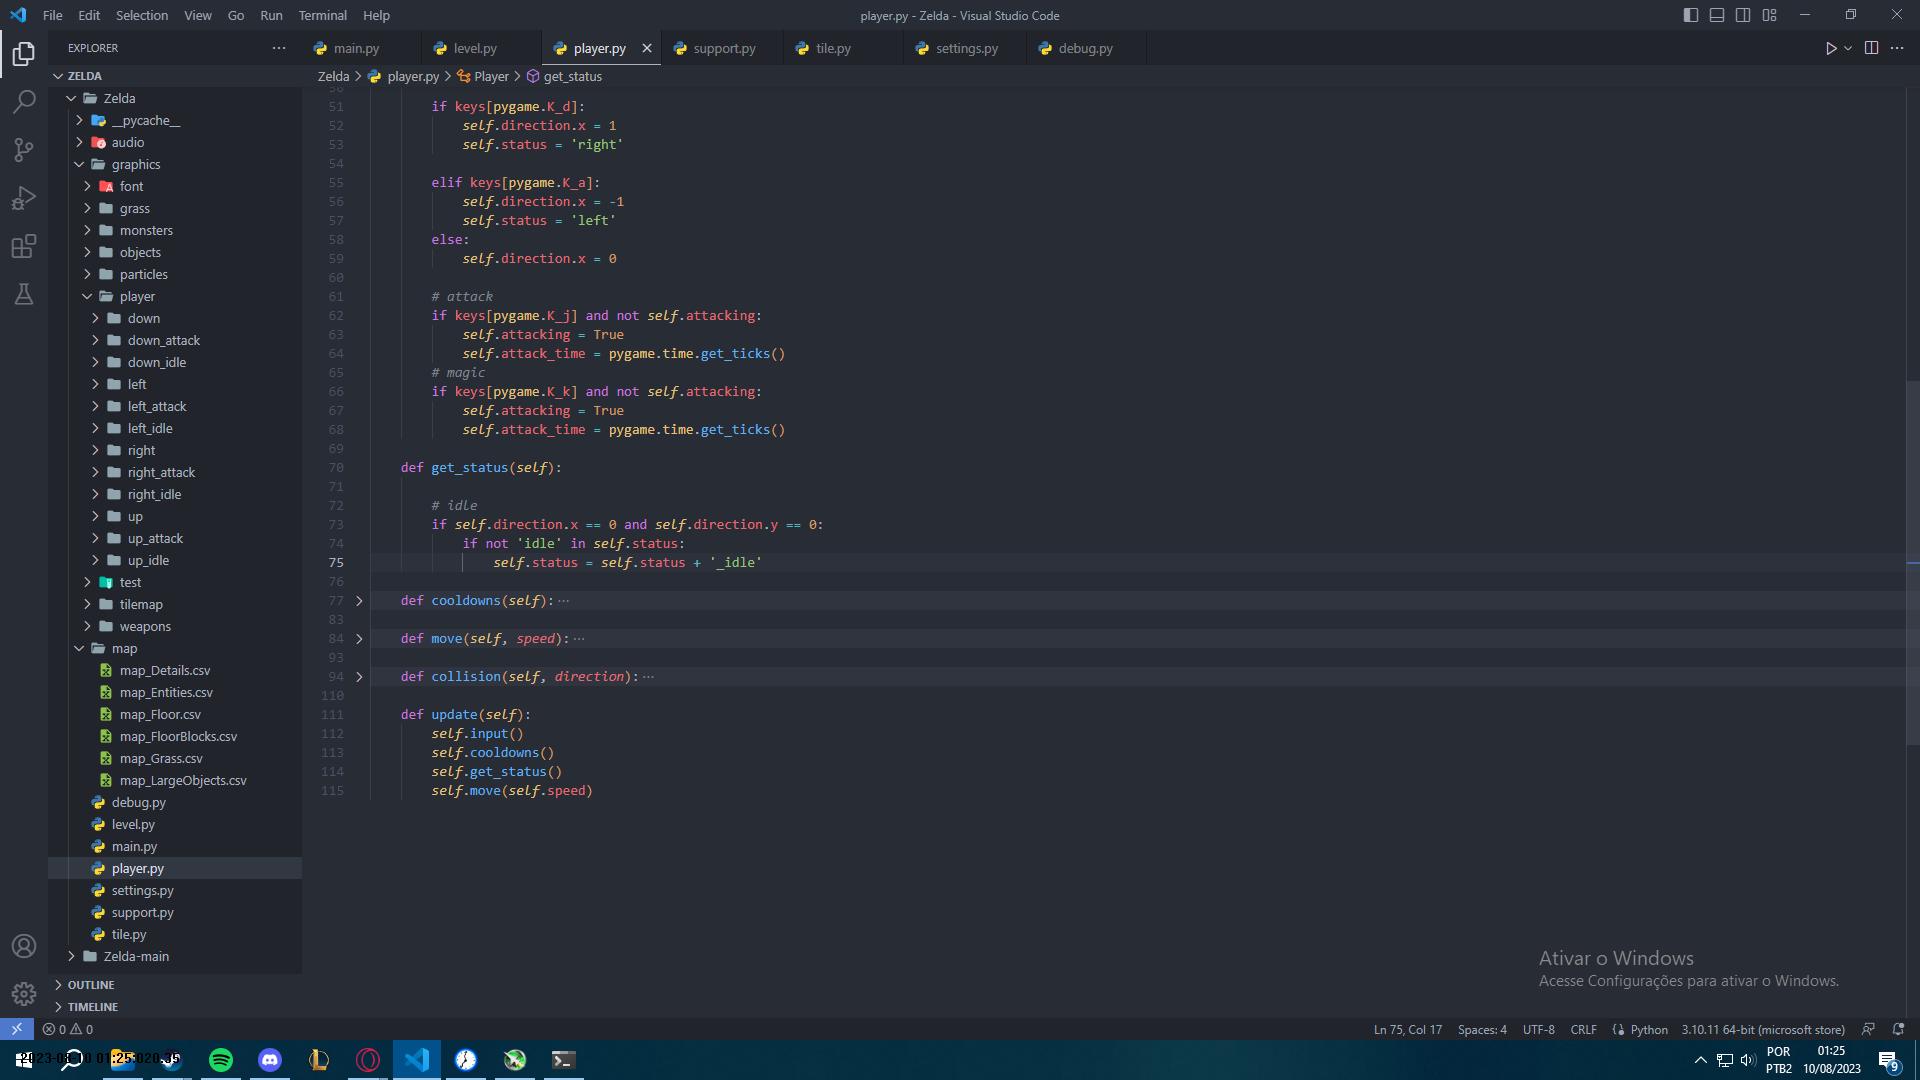 File Edit Selection View Go Run Terminal Help
player.py - Zelda - Visual Studio Code
EXPLORER
main.py level.py player.py support.py tile.py settings.py debug.py
Zelda > player.py > Player > get_status
ZELDA
Zelda
__pycache__
audio
graphics
font
grass
monsters
objects
particles
player
down
down_attack
down_idle
left
left_attack
left_idle
right
right_attack
right_idle
up
up_attack
up_idle
test
tilemap
weapons
map
map_Details.csv
map_Entities.csv
map_Floor.csv
map_FloorBlocks.csv
map_Grass.csv
map_LargeObjects.csv
debug.py
level.py
main.py
player.py
settings.py
support.py
tile.py
Zelda-main
OUTLINE
TIMELINE
50
51 if keys[pygame.K_d]:
52 self.direction.x = 1
53 self.status = 'right'
54
55 elif keys[pygame.K_a]:
56 self.direction.x = -1
57 self.status = 'left'
58 else:
59 self.direction.x = 0
60
61 # attack
62 if keys[pygame.K_j] and not self.attacking:
63 self.attacking = True
64 self.attack_time = pygame.time.get_ticks()
65 # magic
66 if keys[pygame.K_k] and not self.attacking:
67 self.attacking = True
68 self.attack_time = pygame.time.get_ticks()
69
70 def get_status(self):
71
72 # idle
73 if self.direction.x == 0 and self.direction.y == 0:
74 if not 'idle' in self.status:
75 self.status = self.status + '_idle'
76
77 def cooldowns(self):···
83
84 def move(self, speed):···
93
94 def collision(self, direction):···
110
111 def update(self):
112 self.input()
113 self.cooldowns()
114 self.get_status()
115 self.move(self.speed)
Ativar o Windows
Acesse Configurações para ativar o Windows.
0 0
Ln 75, Col 17 Spaces: 4 UTF-8 CRLF Python 3.10.11 64-bit (microsoft store)
POR
PTB2
01:25
10/08/2023
9